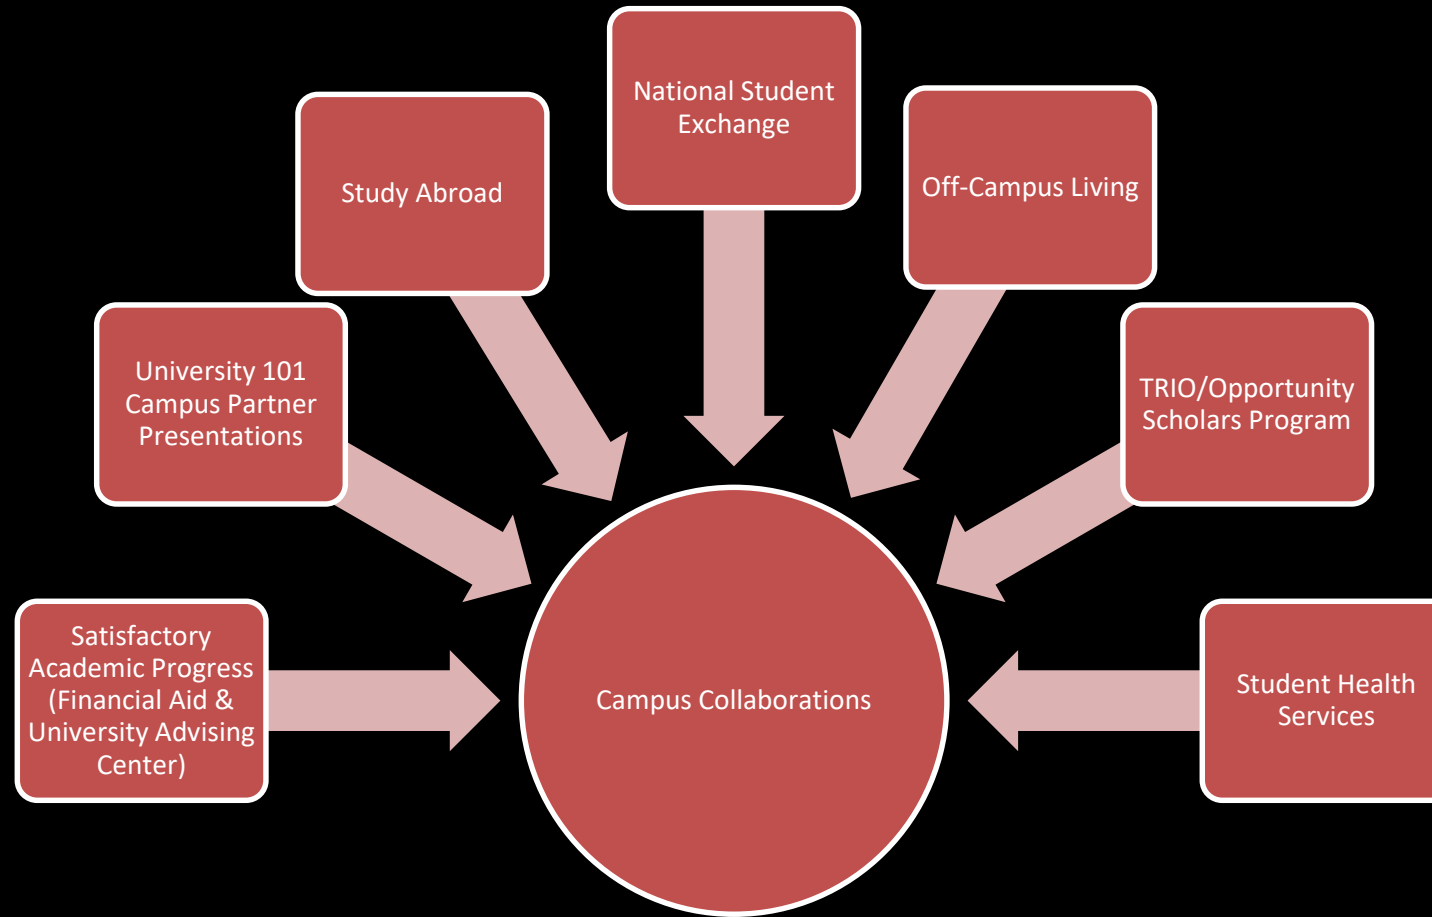 National Student
Exchange
Study Abroad
Off-Campus Living
University 101
Campus Partner
Presentations
TRIO/Opportunity
Scholars Program
Satisfactory
Academic Progress
(Financial Aid &
University Advising
Center)
Campus Collaborations
Student Health
Services